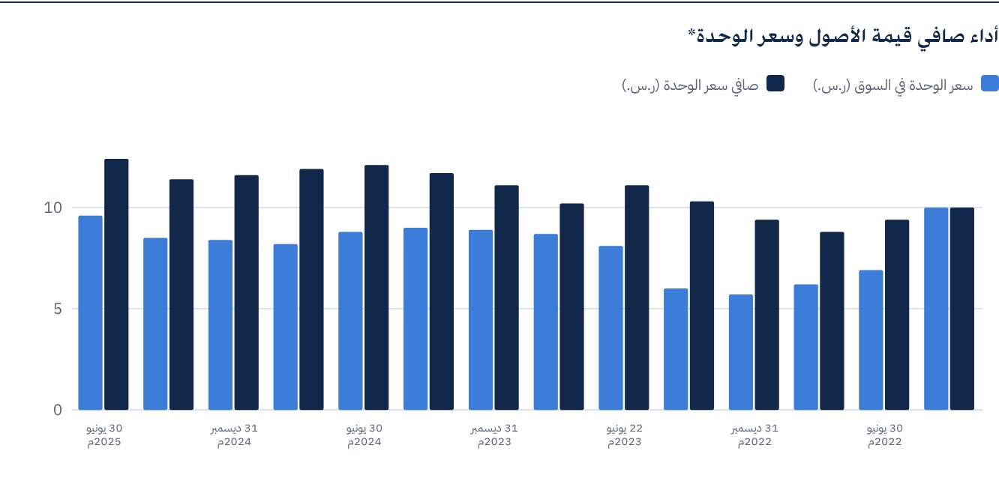 أداء صافي قيمة الأصول وسعر الوحدة*
سعر الوحدة في السوق (ر.س.)
صافي سعر الوحدة (ر.س.)
10
5
0
30 يونيو
2022م
31 ديسمبر
2022م
22 يونيو
2023م
31 ديسمبر
2023م
30 يونيو
2024م
31 ديسمبر
2024م
30 يونيو
2025م